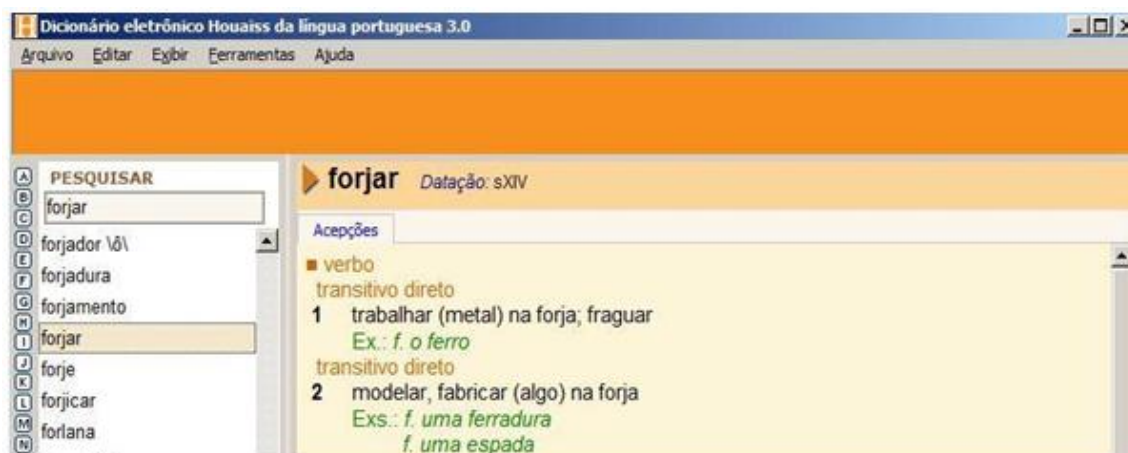 Dicionário eletrônico Houaiss da língua portuguesa 3.0
Arquivo Editar Exibir Ferramentas Ajuda
A
B
C
D
E
F
G
H
I
J
K
L
M
N
PESQUISAR
forjar
forjador \ô\
forjadura
forjamento
forjar
forje
forjicar
forlana
forjar Datação: sXIV
Acepções
verbo
transitivo direto
1 trabalhar (metal) na forja; fraguar
Ex.: f. o ferro
transitivo direto
2 modelar, fabricar (algo) na forja
Exs.: f. uma ferradura
f. uma espada